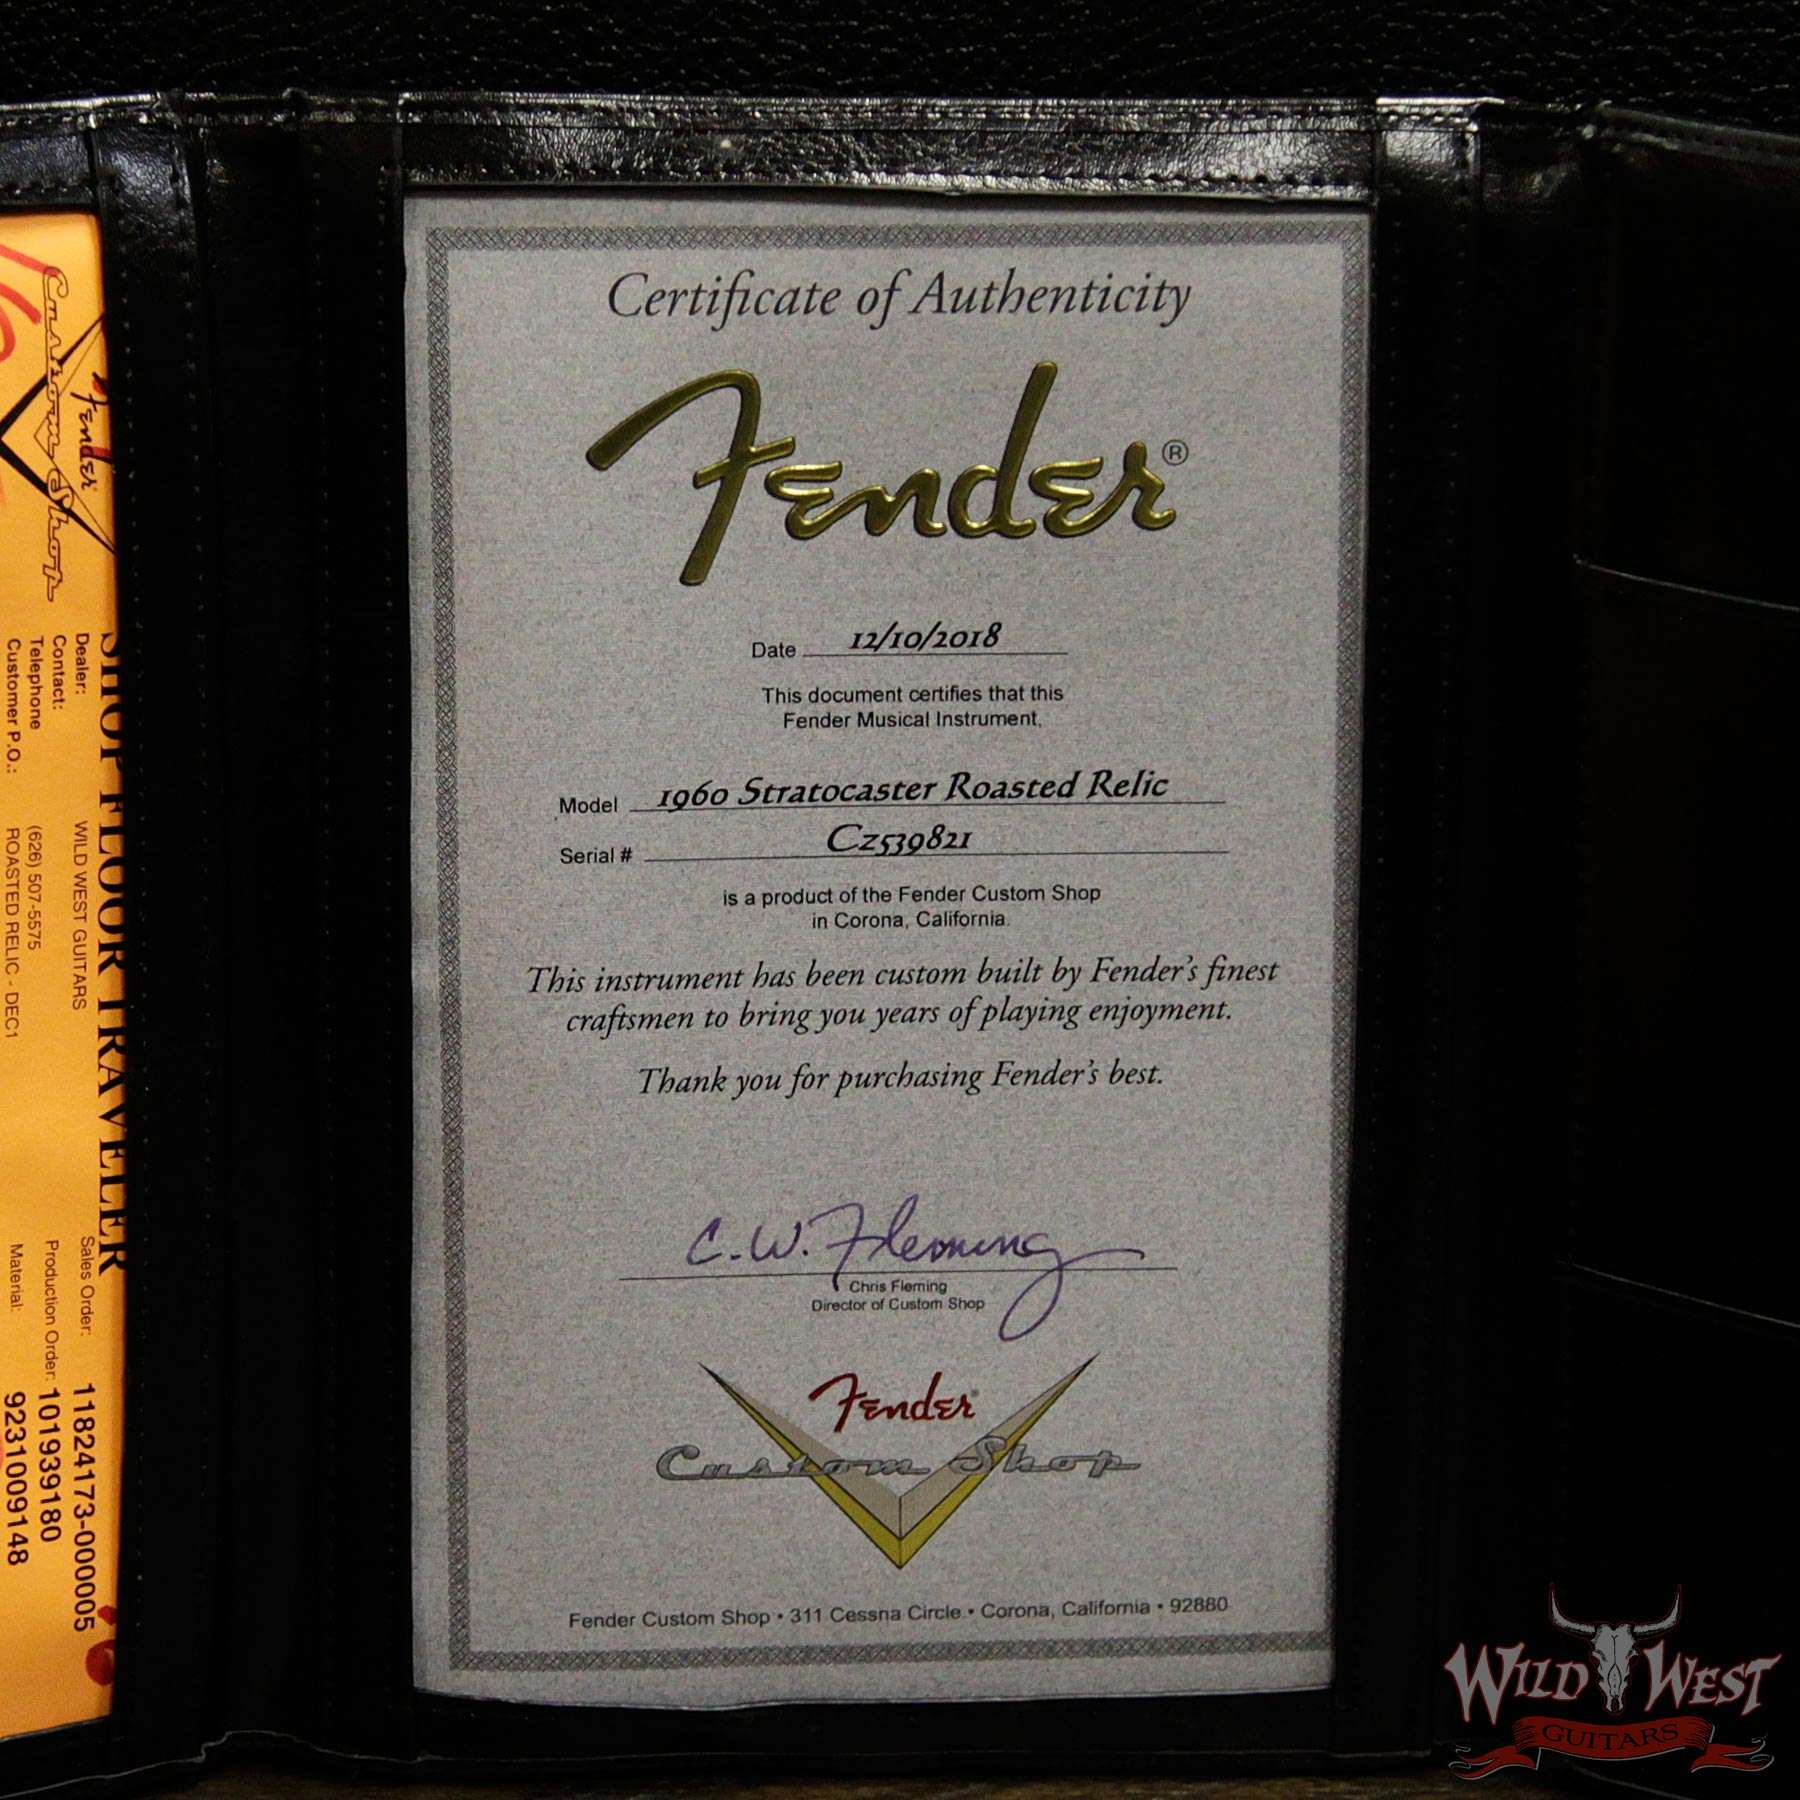 Certificate of Authenticity
Fender®
Date 12/10/2018
This document certifies that this
Fender Musical Instrument,
Model 1960 Stratocaster Roasted Relic
Serial # CZ539821
is a product of the Fender Custom Shop
in Corona, California.
This instrument has been custom built by Fender's finest
craftsmen to bring you years of playing enjoyment.
Thank you for purchasing Fender's best.
C.W. Fleming
Chris Fleming
Director of Custom Shop
Fender
Custom Shop
Fender Custom Shop • 311 Cessna Circle • Corona, California • 92880
Fender
Custom Shop
SHOP FLOOR TRAVELER
Dealer: WILD WEST GUITARS Sales Order: 11824173-000005
Contact: Production Order: 101939180
Telephone (626) 507-5575
Customer P.O.: ROASTED RELIC - DEC1 Material: 9231009148
WILD WEST
GUITARS